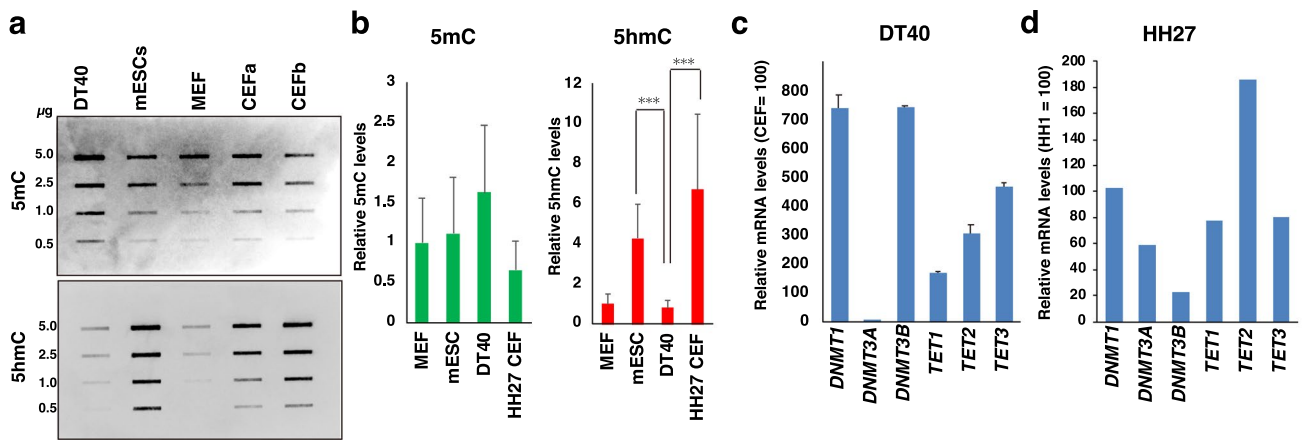 a
DT40
mESCs
MEF
CEFa
CEFb
µg
5mC
5.0
2.5
1.0
0.5
5hmC
5.0
2.5
1.0
0.5
b
5mC
Relative 5mC levels
3
2.5
2
1.5
1
0.5
0
MEF
mESC
DT40
HH27 CEF
5hmC
Relative 5hmC levels
12
10
8
6
4
2
0
***
***
MEF
mESC
DT40
HH27 CEF
c
DT40
Relative mRNA levels (CEF= 100)
800
700
600
500
400
300
200
100
0
DNMT1
DNMT3A
DNMT3B
TET1
TET2
TET3
d
HH27
Relative mRNA levels (HH1 = 100)
200
180
160
140
120
100
80
60
40
20
0
DNMT1
DNMT3A
DNMT3B
TET1
TET2
TET3